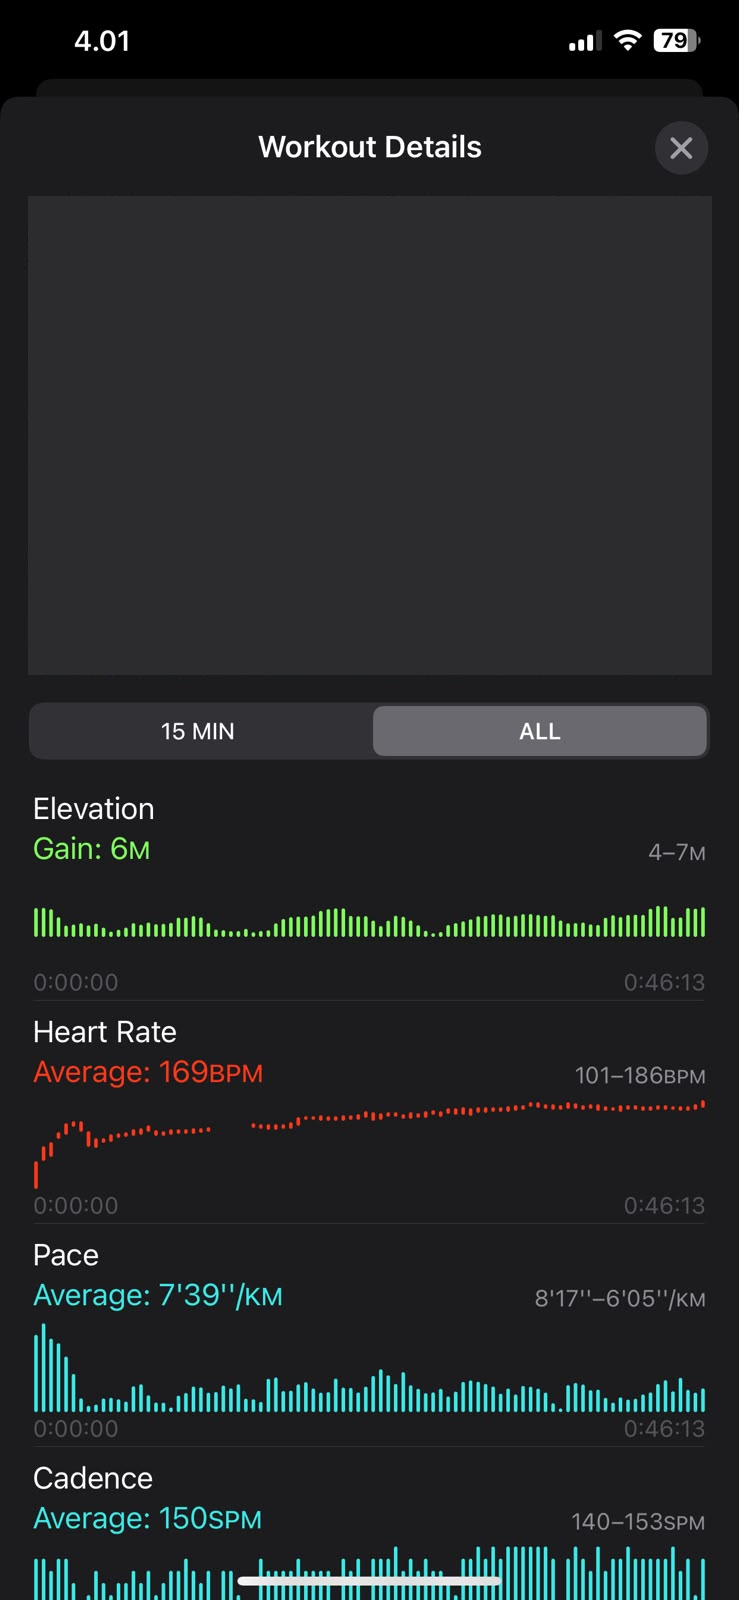 4.01
79
Workout Details
15 MIN
ALL
Elevation
Gain: 6M
4–7M
0:00:00
0:46:13
Heart Rate
Average: 169BPM
101–186BPM
0:00:00
0:46:13
Pace
Average: 7'39''/KM
8'17''–6'05''/KM
0:00:00
0:46:13
Cadence
Average: 150SPM
140–153SPM